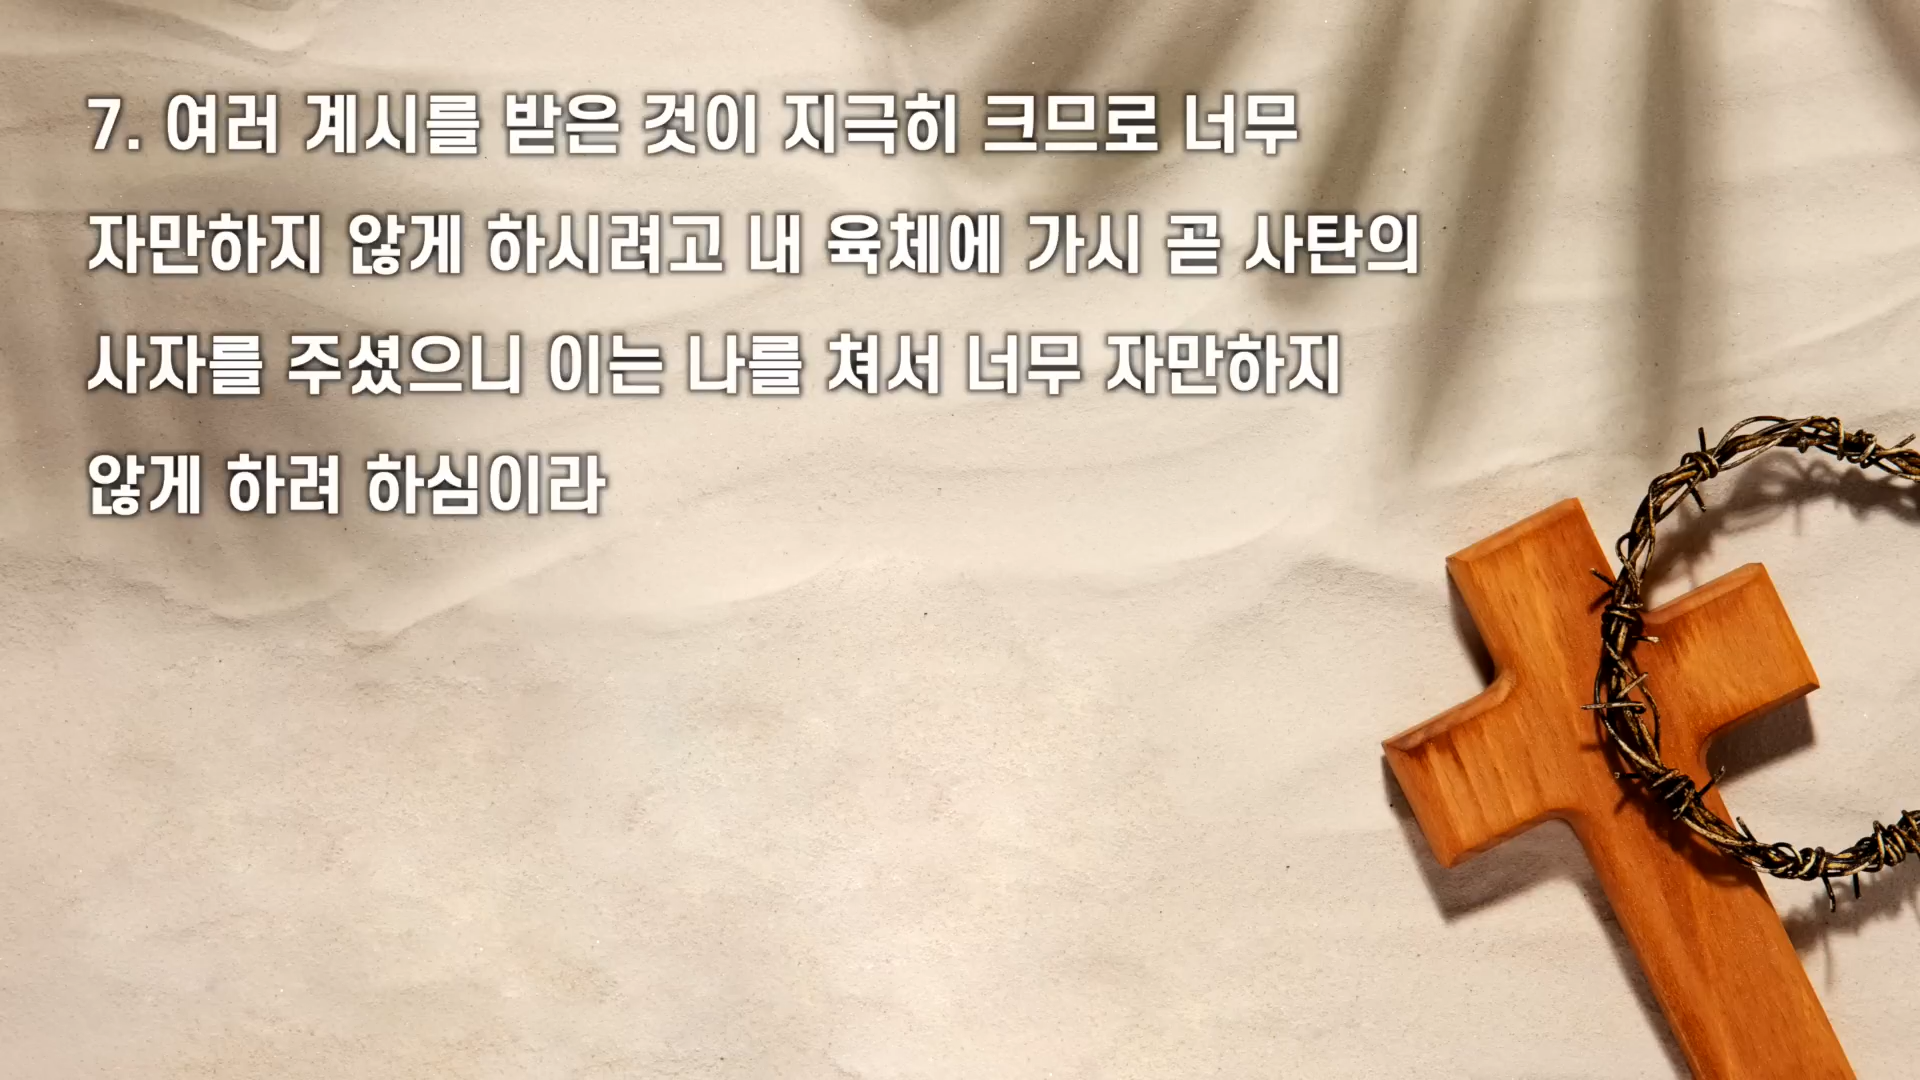 7. 여러 계시를 받은 것이 지극히 크므로 너무
자만하지 않게 하시려고 내 육체에 가시 곧 사탄의
사자를 주셨으니 이는 나를 쳐서 너무 자만하지
않게 하려 하심이라